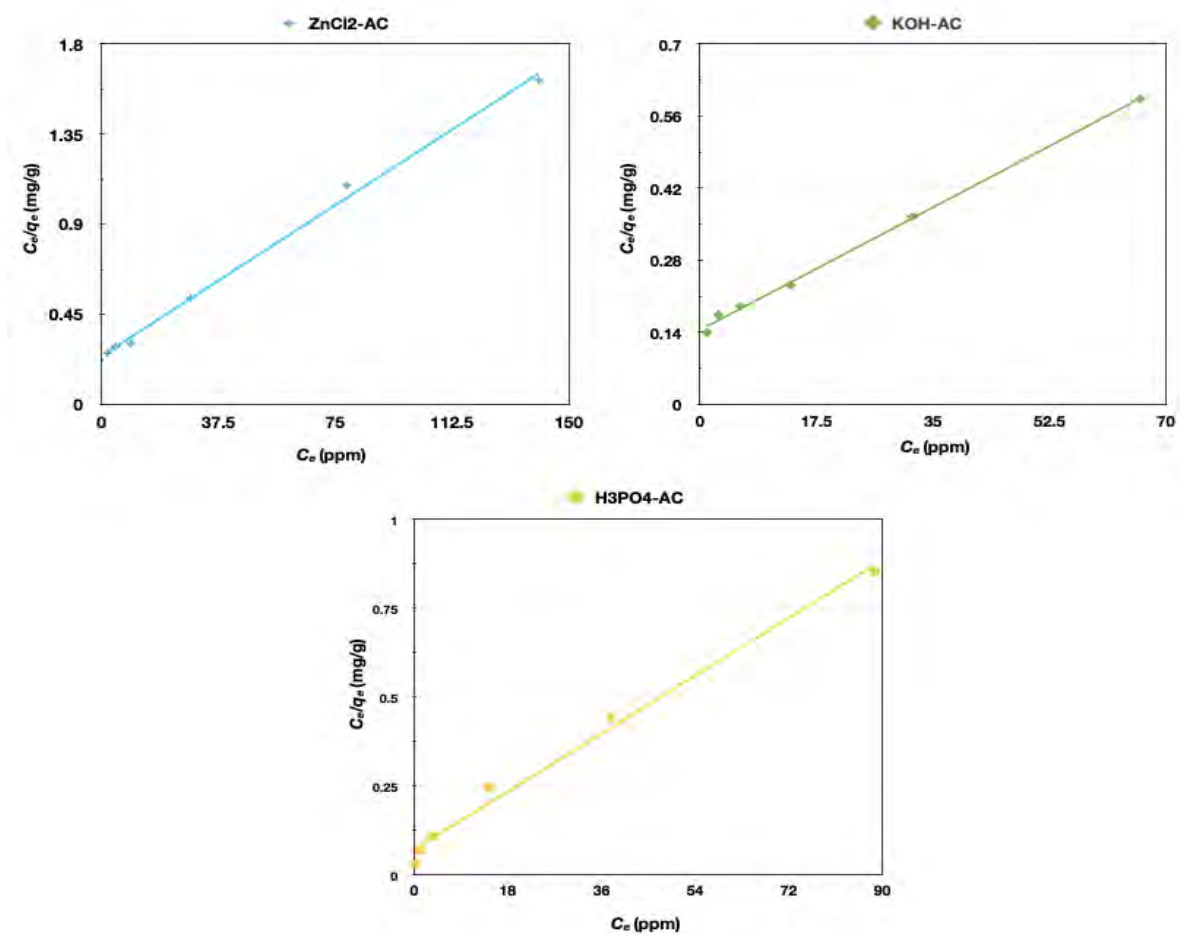 ZnCl2-AC
1.8
1.35
0.9
0.45
0
Ce/qe (mg/g)
0 37.5 75 112.5 150
Ce (ppm)
KOH-AC
0.7
0.56
0.42
0.28
0.14
0
Ce/qe (mg/g)
0 17.5 35 52.5 70
Ce (ppm)
H3PO4-AC
1
0.75
0.5
0.25
0
Ce/qe (mg/g)
0 18 36 54 72 90
Ce (ppm)